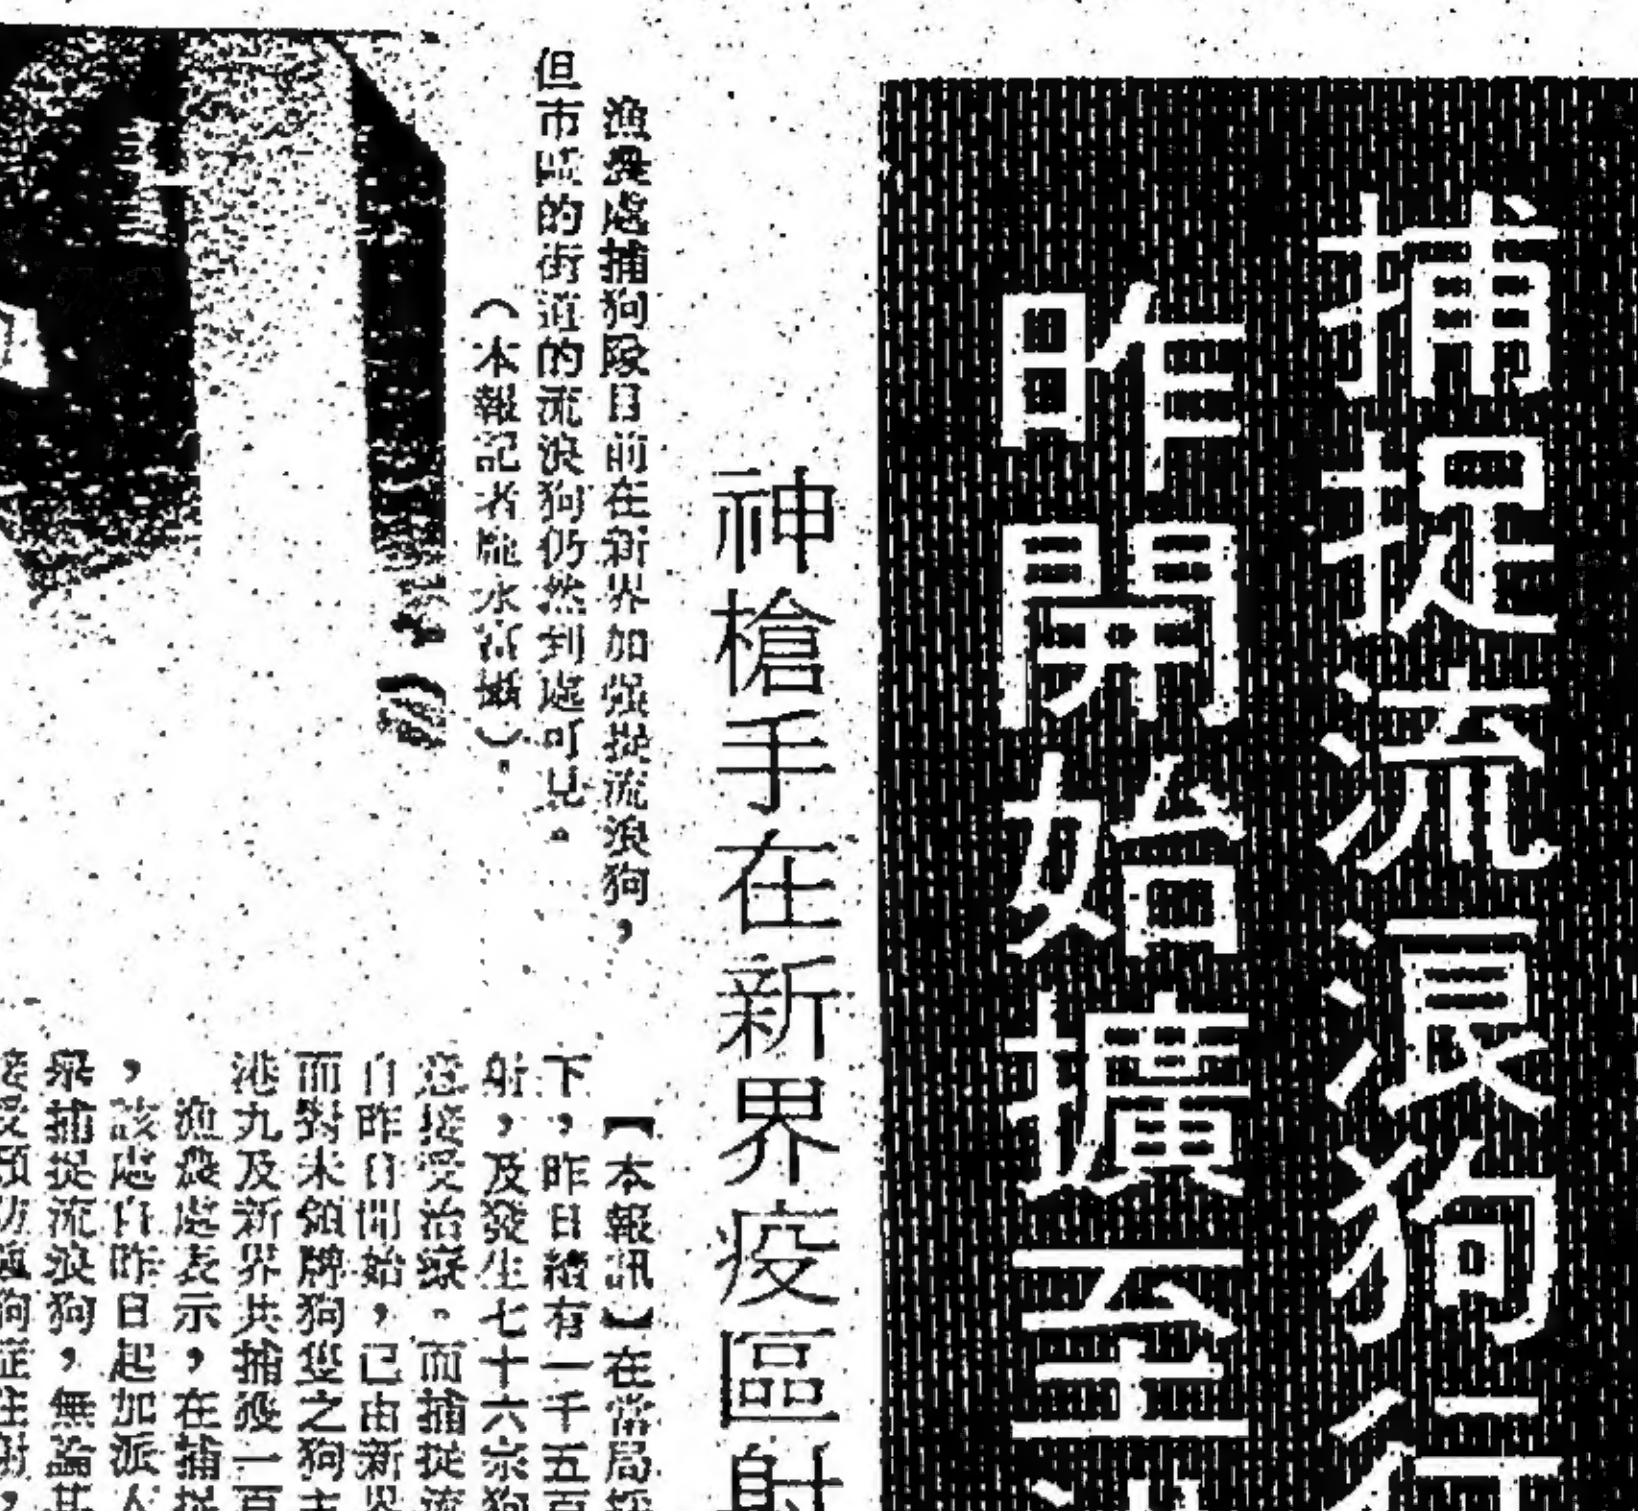 捕捉流浪狗行
昨開始擴至
神槍手在新界疫區射
漁農處捕狗隊目前在新界加强捉流浪狗，
但市區的街道的流浪狗仍然到處可見。
（本報記者 水 攝）．
【本報訊】在當局
下，昨日續有一千五百
射，及發生七十六宗狗
接受治療。而捕捉流
自昨日開始，已由新界
而對未領牌狗隻之狗主
港九及新界共捕獲一百
漁農處表示，在捕捉
，該處自昨日起加派人
捕捉流浪狗，無論其
接受預防 狗症注射，